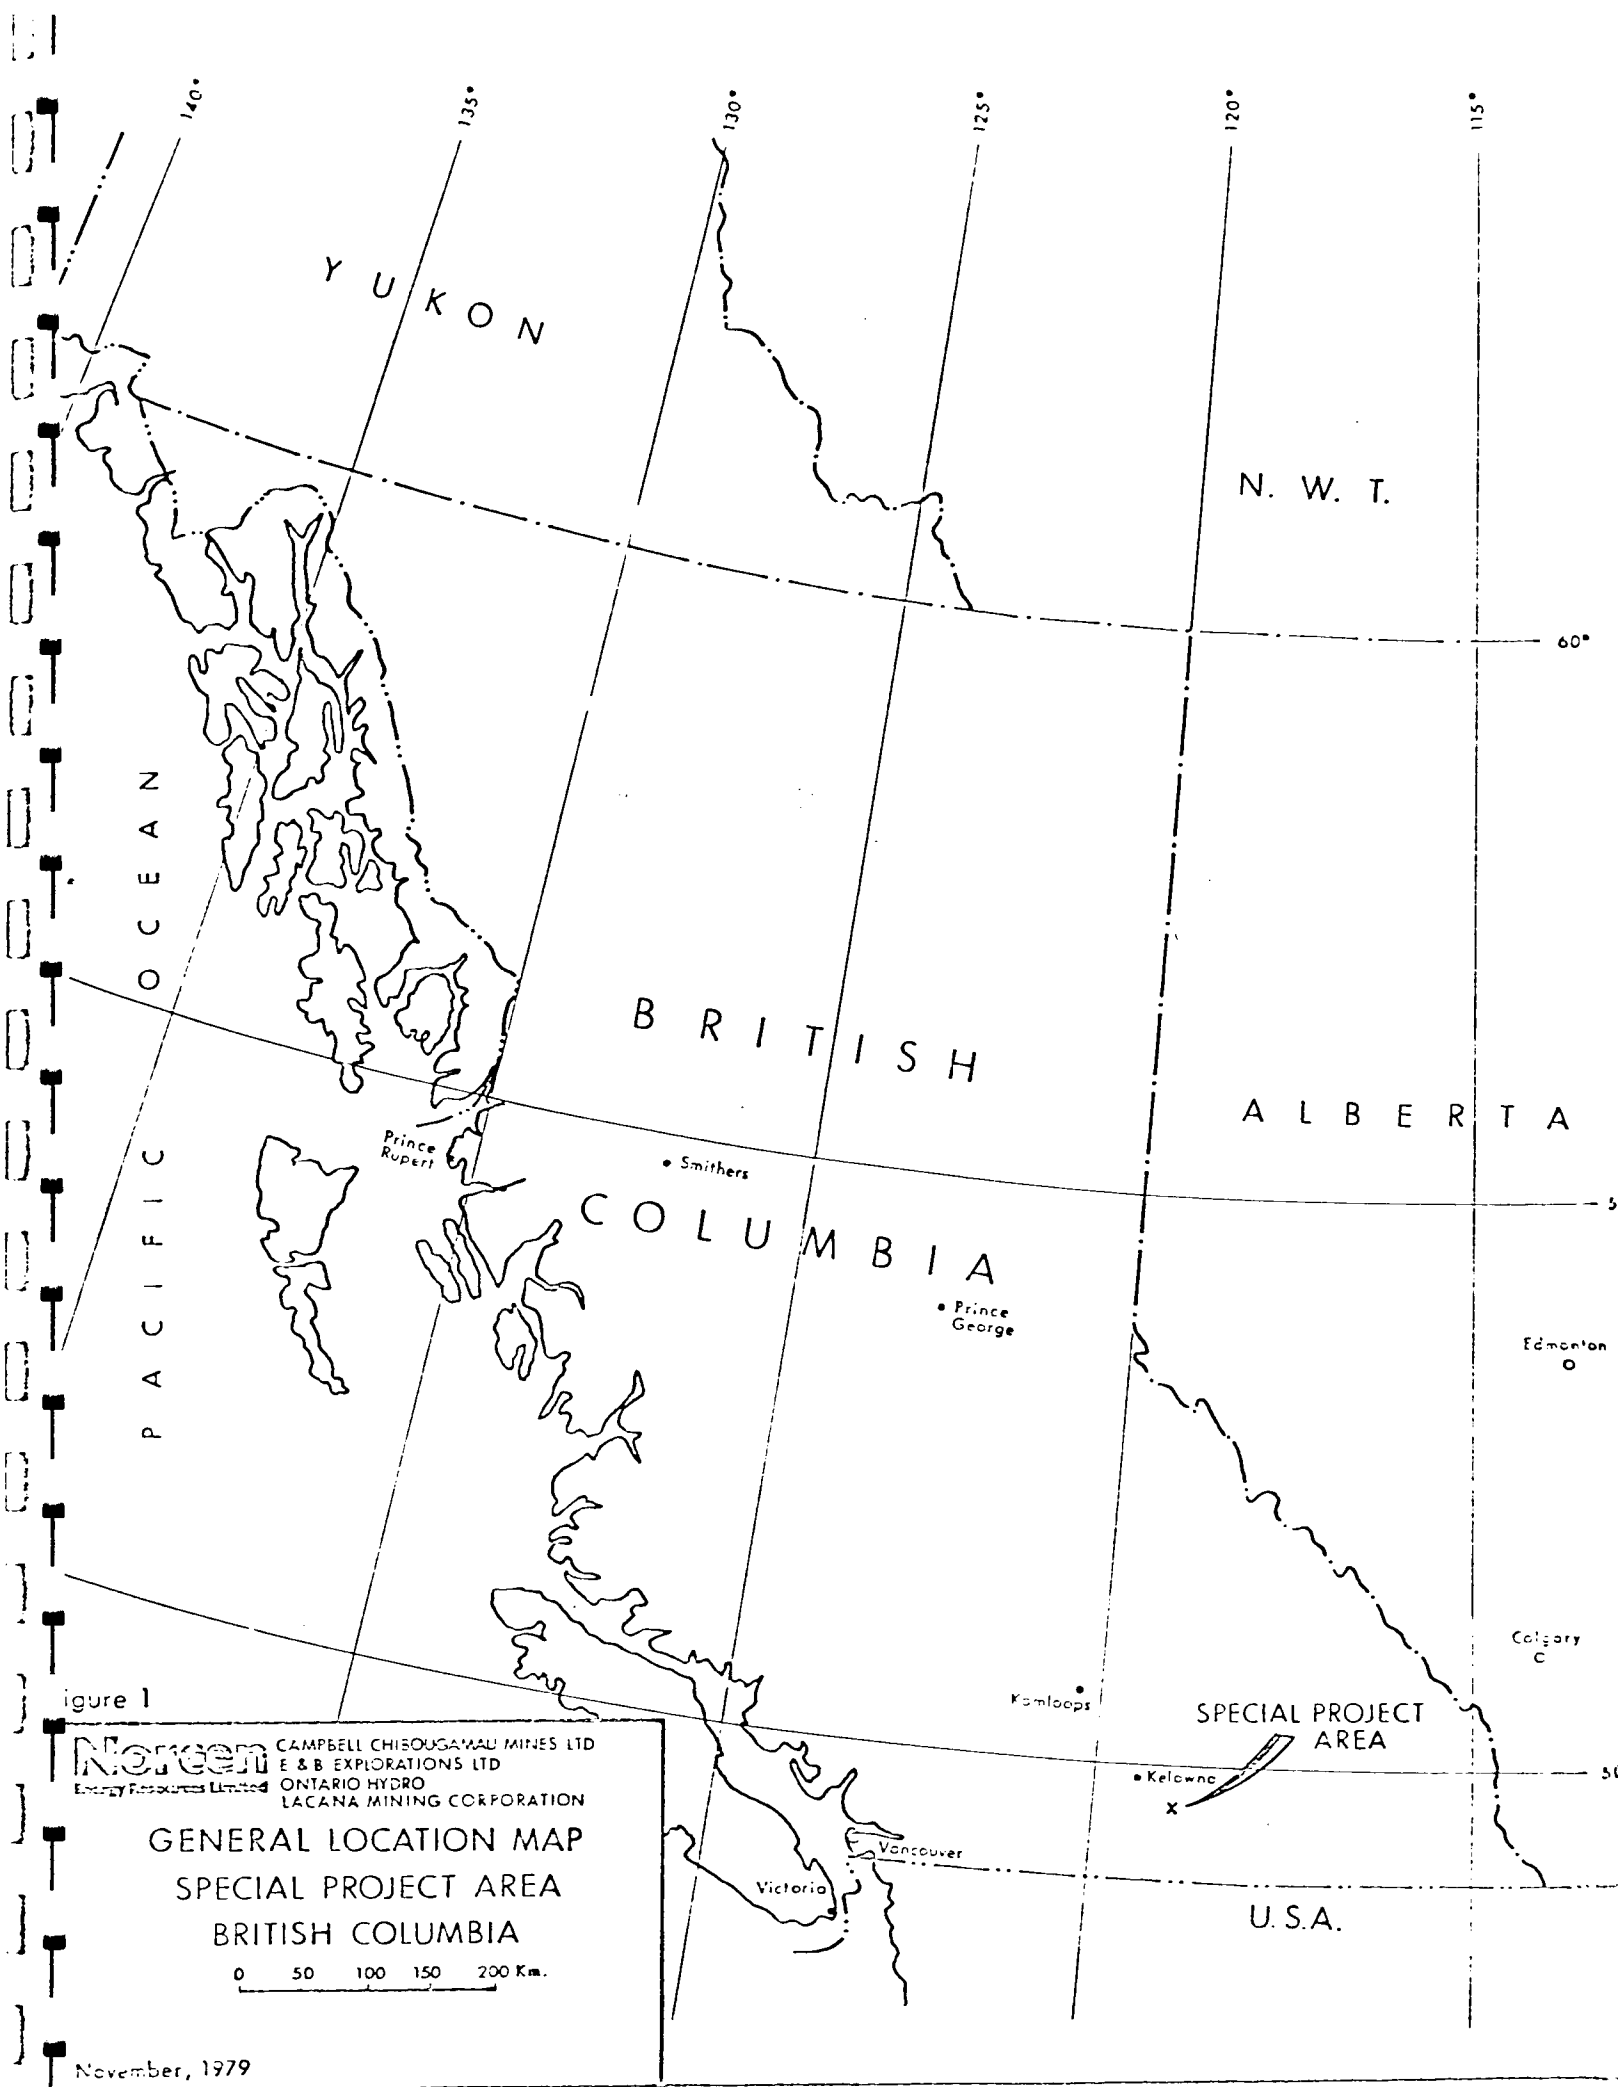 140°
135°
130°
125°
120°
115°
YUKON
N. W. T.
60°
PACIFIC OCEAN
BRITISH
COLUMBIA
ALBERTA
Prince
Rupert
Smithers
5
Prince
George
Edmonton
Calgary
Kamloops
SPECIAL PROJECT
AREA
Kelowna
x
50
Vancouver
Victoria
U.S.A.
igure 1
Norcen
Energy Resources Limited
CAMPBELL CHIBOUGAMAU MINES LTD
E & B EXPLORATIONS LTD
ONTARIO HYDRO
LACANA MINING CORPORATION
GENERAL LOCATION MAP
SPECIAL PROJECT AREA
BRITISH COLUMBIA
0 50 100 150 200 Km.
November, 1979